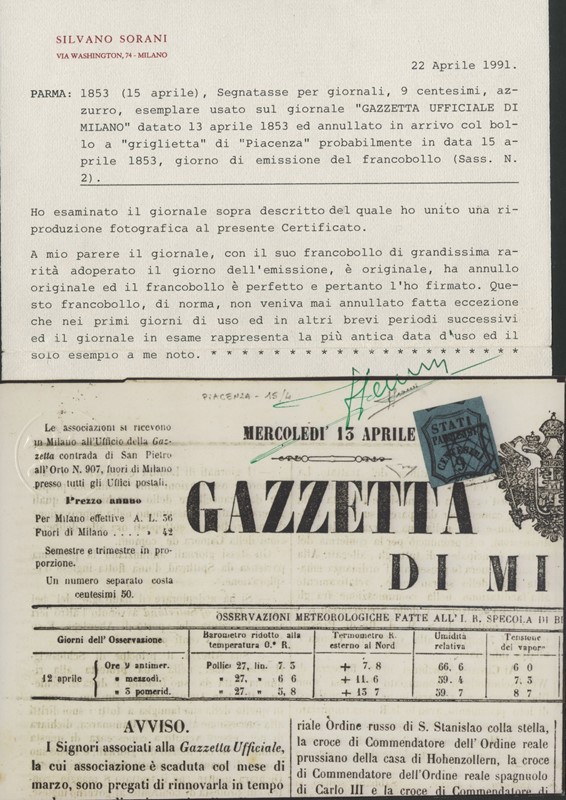 SILVANO SORANI
VIA WASHINGTON, 74 - MILANO
22 Aprile 1991.
PARMA: 1853 (15 aprile), Segnatasse per giornali, 9 centesimi, az-
zurro, esemplare usato sul giornale "GAZZETTA UFFICIALE DI
MILANO" datato 13 aprile 1853 ed annullato in arrivo col bol-
lo a "griglietta" di "Piacenza" probabilmente in data 15 a-
prile 1853, giorno di emissione del francobollo (Sass. N.
2).
Ho esaminato il giornale sopra descritto del quale ho unito una ri-
produzione fotografica al presente Certificato.
A mio parere il giornale, con il suo francobollo di grandissima ra-
rità adoperato il giorno dell'emissione, è originale, ha annullo
originale ed il francobollo è perfetto e pertanto l'ho firmato. Que-
sto francobollo, di norma, non veniva mai annullato fatta eccezione
che nei primi giorni di uso ed in altri brevi periodi successivi
ed il giornale in esame rappresenta la più antica data d'uso ed il
solo esempio a me noto. * * * * * * * * * * * * * * * * * * * *
PIACENZA - 15/4
Le associazioni si ricevono
in Milano all'Ufficio della Gaz-
zetta contrada di San Pietro
all'Orto N. 907, fuori di Milano
presso tutti gli Uffici postali.
Prezzo annuo
Per Milano effettive A. L. 36
Fuori di Milano . . . . » 42
Semestre e trimestre in pro-
porzione.
Un numero separato costa
centesimi 50.
MERCOLEDI' 13 APRILE
STATI
PARMENSI
CENTESIMI
9
GAZZETTA
DI MI
OSSERVAZIONI METEOROLOGICHE FATTE ALL' I. R. SPECOLA DI
Giorni dell' Osservazione Barometro ridotto alla temperatura 0.° R. Termometro R. esterno al Nord Umidità relativa Tensione del vapor
12 aprile
Ore 9 antimer. Pollici 27, lin. 7. 3 + 7. 8 66. 6 6 0
» mezzodì. » 27, » 6 6 + 11. 6 39. 4 7. 3
» 3 pomerid. » 27. » 5, 8 + 13 7 39. 7 8 7
AVVISO.
I Signori associati alla Gazzetta Ufficiale,
la cui associazione è scaduta col mese di
marzo, sono pregati di rinnovarla in tempo
riale Ordine russo di S. Stanislao colla stella,
la croce di Commendatore dell' Ordine reale
prussiano della casa di Hohenzollern, la croce
di Commendatore dell'Ordine reale spagnuolo
di Carlo III e la croce di Commendatore di